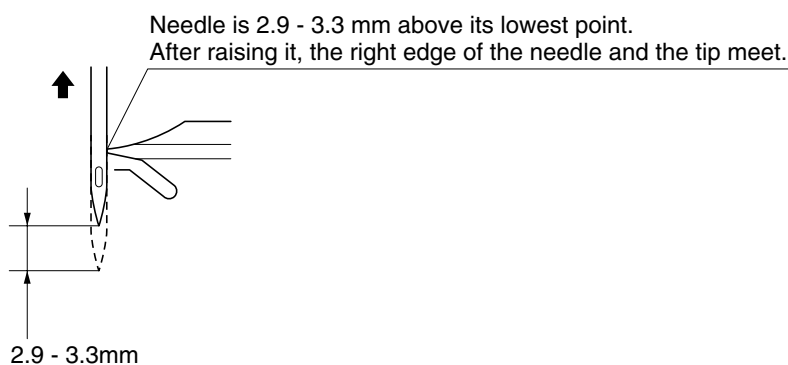 Needle is 2.9 - 3.3 mm above its lowest point.
After raising it, the right edge of the needle and the tip meet.
2.9 - 3.3mm